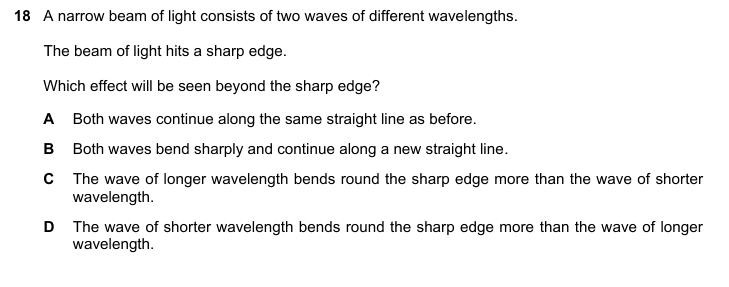 18 A narrow beam of light consists of two waves of different wavelengths.
The beam of light hits a sharp edge.
Which effect will be seen beyond the sharp edge?
A Both waves continue along the same straight line as before.
B Both waves bend sharply and continue along a new straight line.
C The wave of longer wavelength bends round the sharp edge more than the wave of shorter
wavelength.
D The wave of shorter wavelength bends round the sharp edge more than the wave of longer
wavelength.